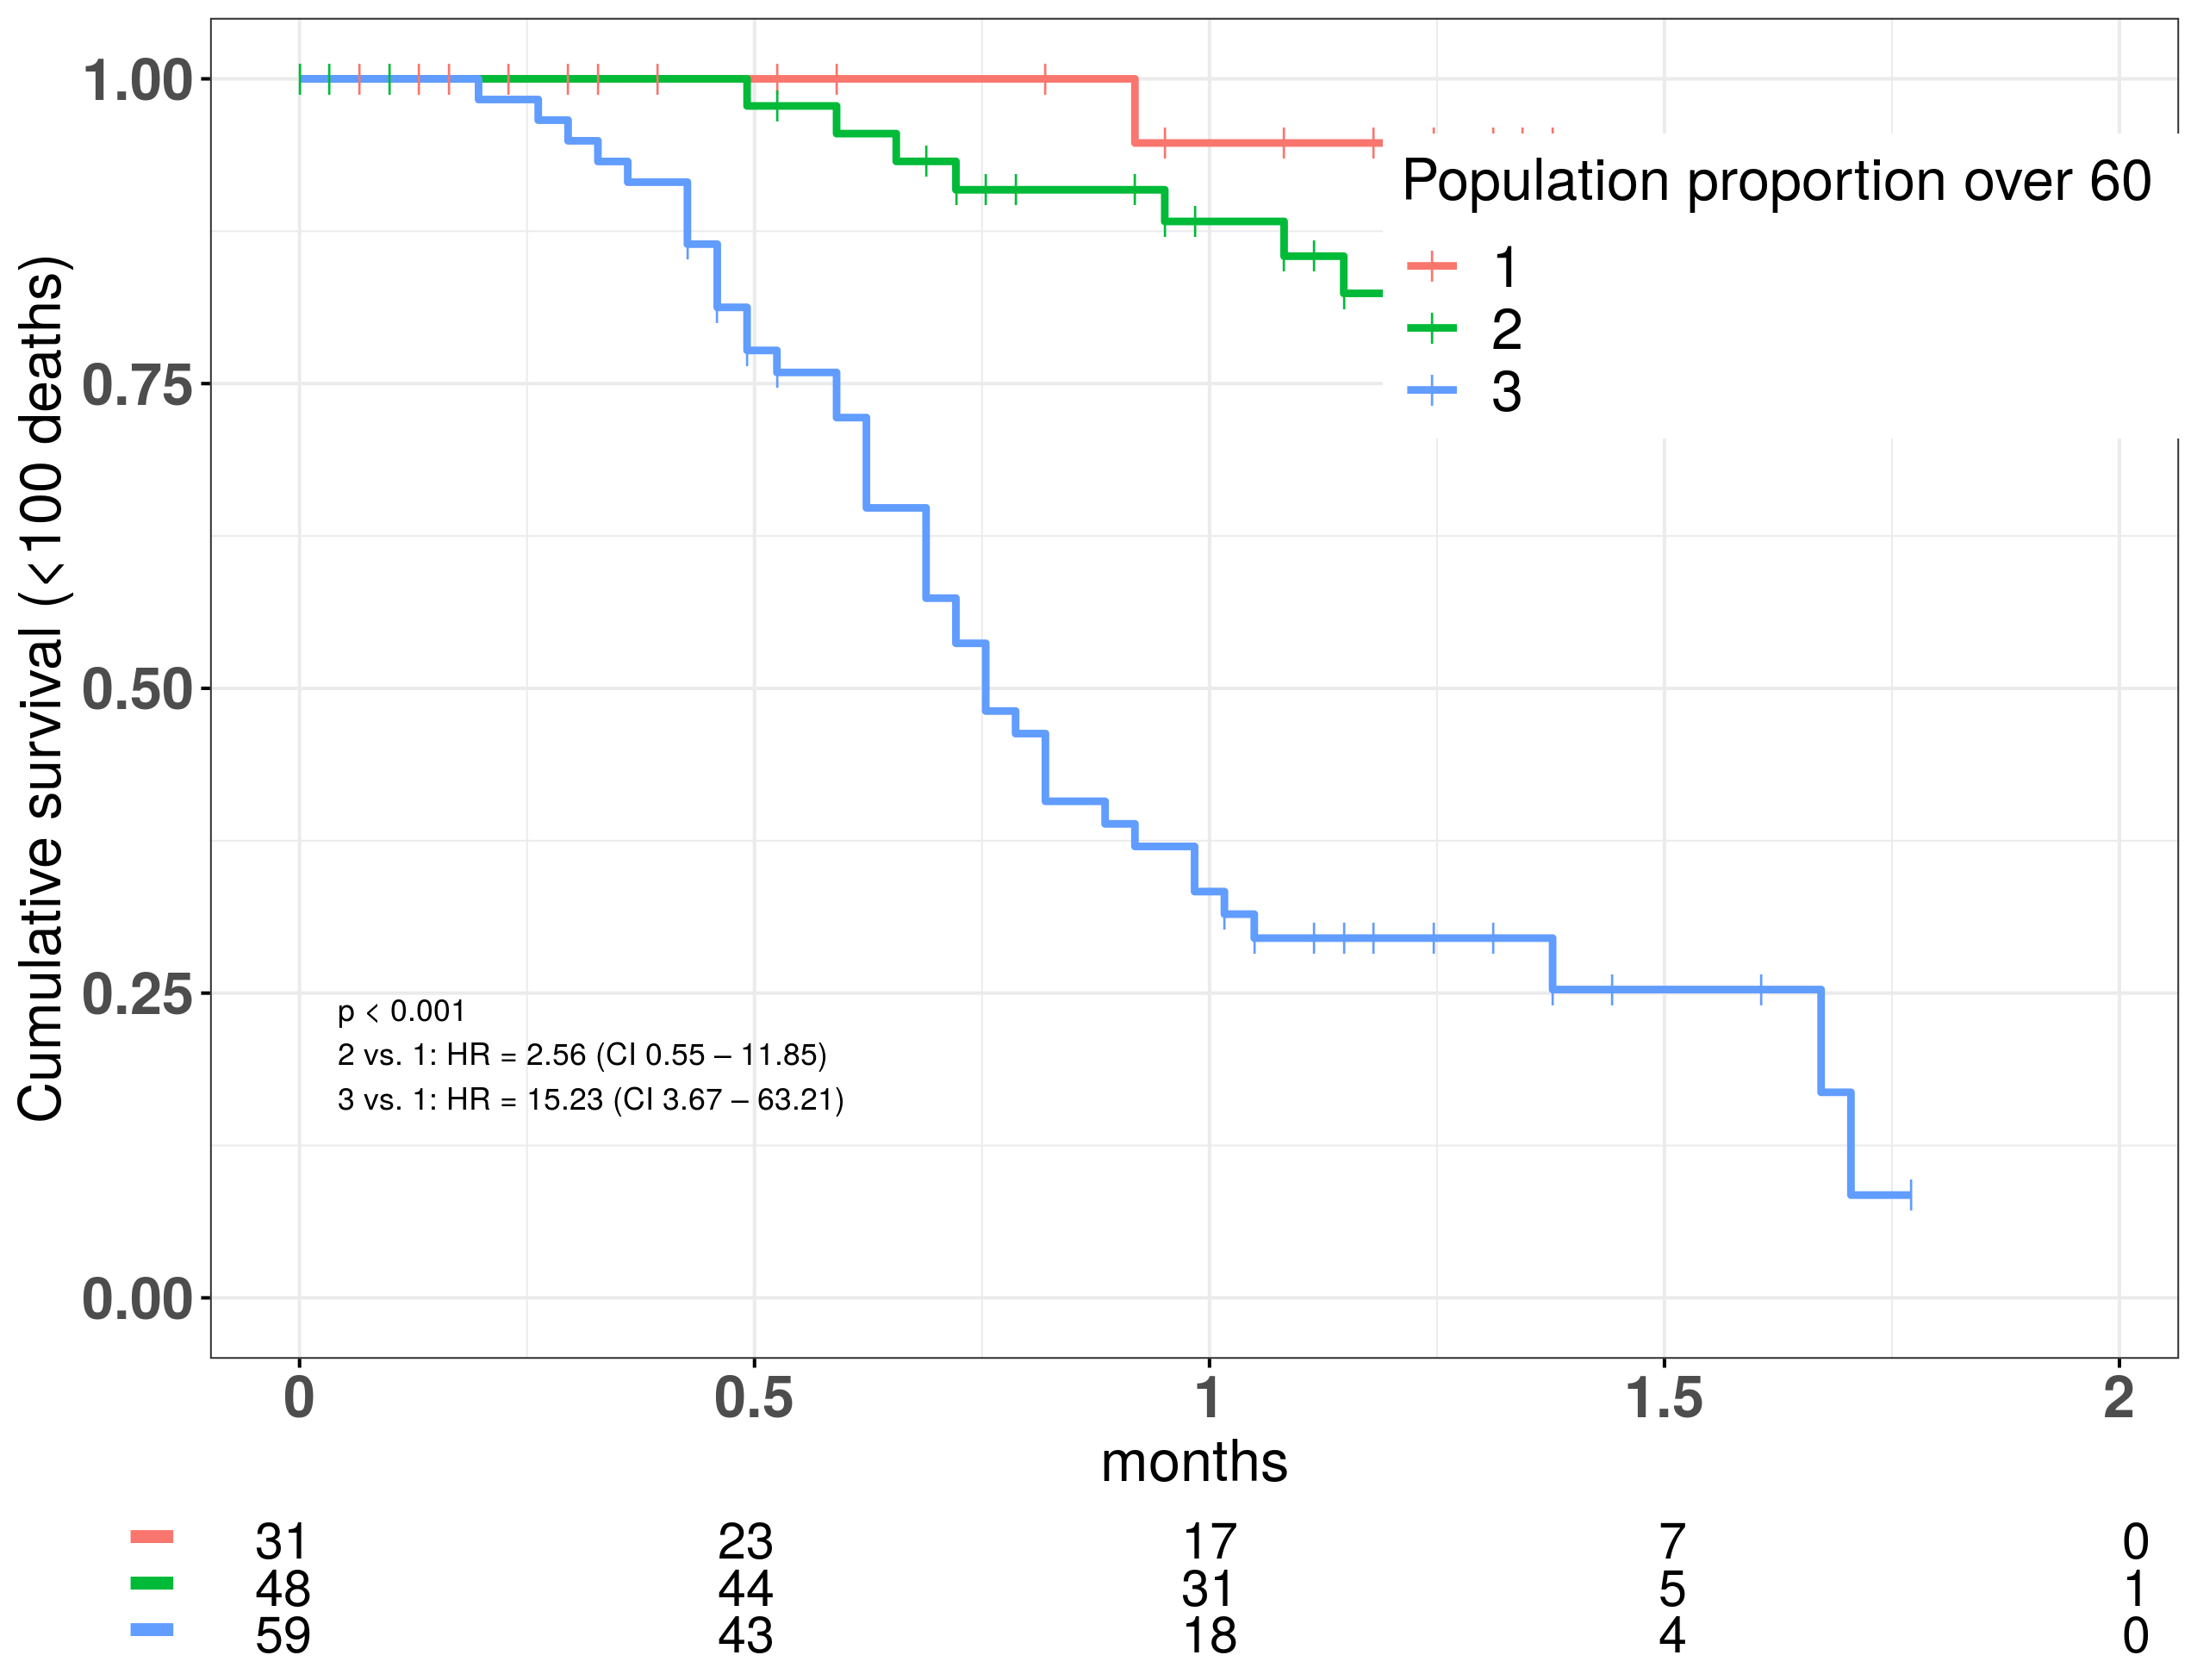 Cumulative survival (<100 deaths)
1.00
0.75
0.50
0.25
0.00
Population proportion over 60
1
2
3
p < 0.001
2 vs. 1: HR = 2.56 (CI 0.55 – 11.85)
3 vs. 1: HR = 15.23 (CI 3.67 – 63.21)
0 0.5 1 1.5 2
months
31 23 17 7 0
48 44 31 5 1
59 43 18 4 0